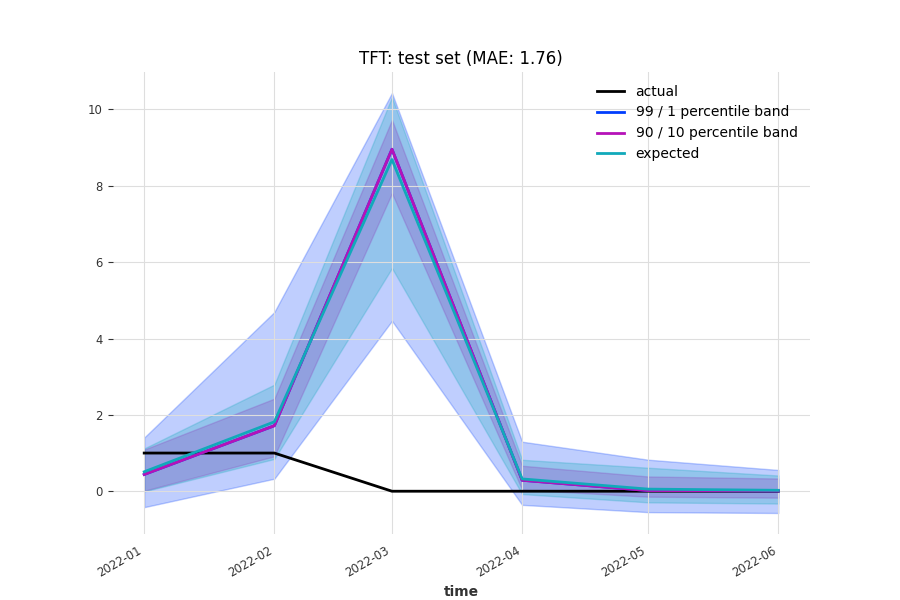 TFT: test set (MAE: 1.76)
actual
99 / 1 percentile band
90 / 10 percentile band
expected
10
8
6
4
2
0
2022-01
2022-02
2022-03
2022-04
2022-05
2022-06
time